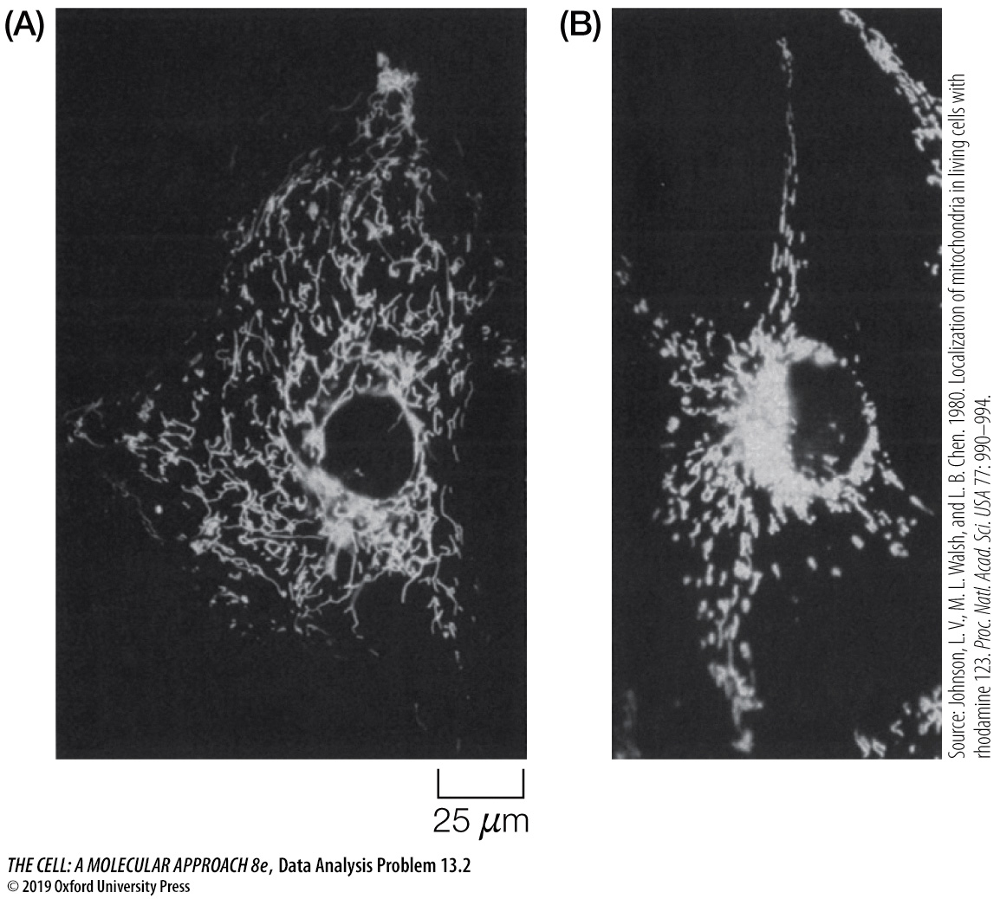 (A)
(B)
Source: Johnson, L. V., M. L. Walsh, and L. B. Chen. 1980. Localization of mitochondria in living cells with
rhodamine 123. Proc. Natl. Acad. Sci. USA 77: 990–994.
25 μm
THE CELL: A MOLECULAR APPROACH 8e, Data Analysis Problem 13.2
© 2019 Oxford University Press